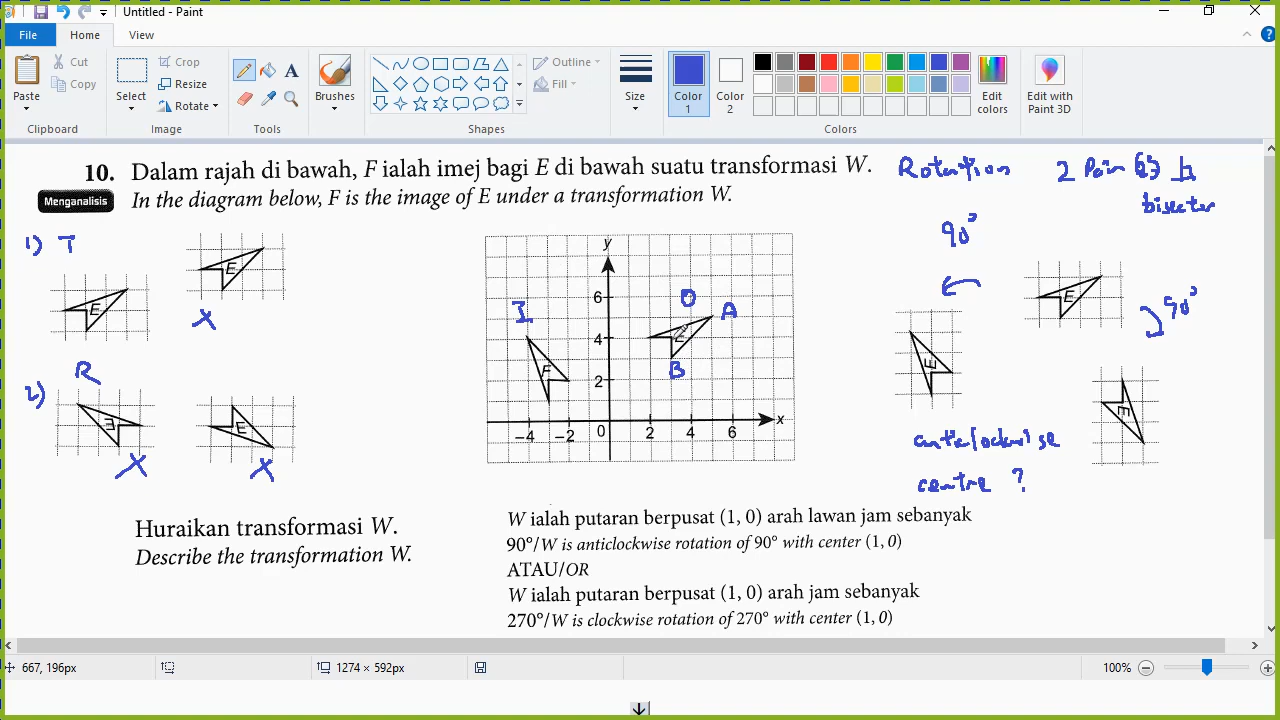 Untitled - Paint
File Home View
Paste
Cut
Copy
Clipboard
Select
Crop
Resize
Rotate
Image
Tools
Brushes
Shapes
Outline
Fill
Size
Color 1
Color 2
Edit colors
Colors
Edit with Paint 3D
10. Dalam rajah di bawah, F ialah imej bagi E di bawah suatu transformasi W.
Menganalisis
In the diagram below, F is the image of E under a transformation W.
Rotation
2 Pair
bisector
1) T
E
E
X
2) R
E
E
X
X
y
6
4
2
0
-4 -2
2 4 6
x
I
F
O
A
E
B
90°
E
E
90°
E
anticlockwise
centre ?
Huraikan transformasi W.
Describe the transformation W.
W ialah putaran berpusat (1, 0) arah lawan jam sebanyak
90°/W is anticlockwise rotation of 90° with center (1, 0)
ATAU/OR
W ialah putaran berpusat (1, 0) arah jam sebanyak
270°/W is clockwise rotation of 270° with center (1, 0)
667, 196px
1274 × 592px
100%